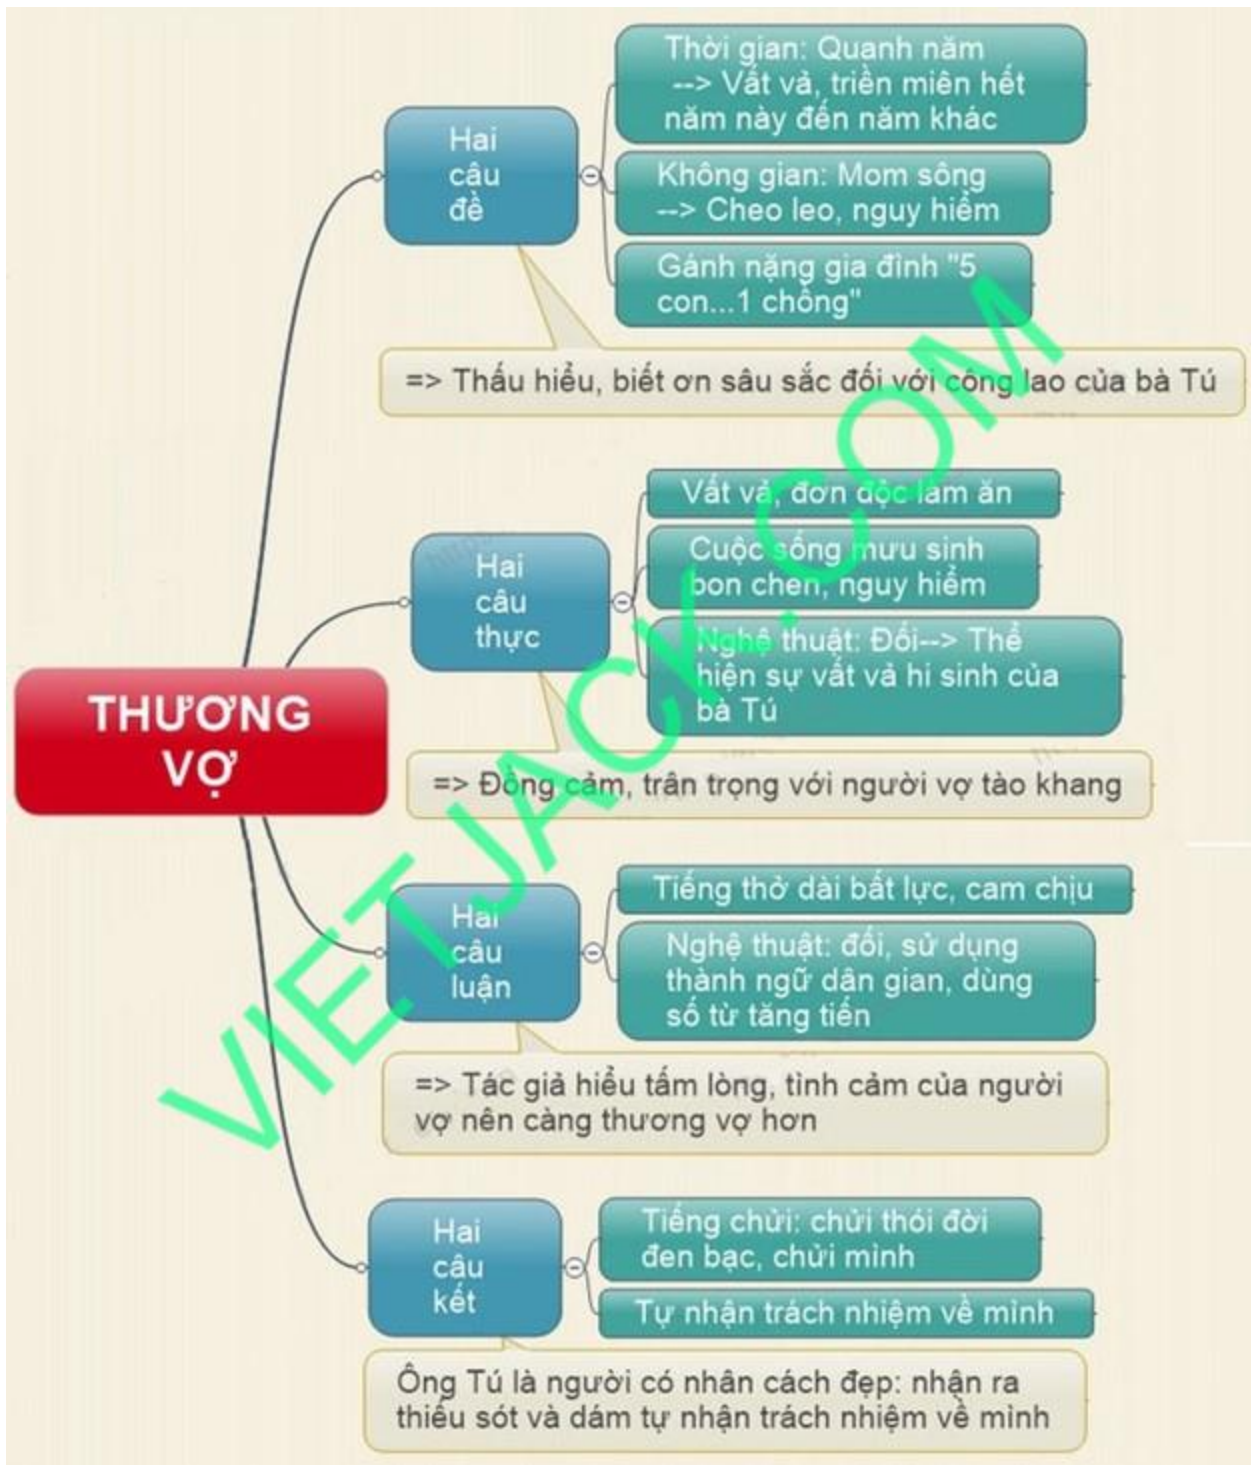 Thời gian: Quanh năm
--> Vất vả, triền miên hết
năm này đến năm khác
Hai
câu
đề
Không gian: Mom sông
--> Cheo leo, nguy hiểm
Gánh nặng gia đình "5
con...1 chồng"
=> Thấu hiểu, biết ơn sâu sắc đối với công lao của bà Tú
Vất vả, đơn độc làm ăn
Hai
câu
thực
Cuộc sống mưu sinh
bon chen, nguy hiểm
Nghệ thuật: Đối--> Thể
hiện sự vất vả hi sinh của
bà Tú
THƯƠNG
VỢ
=> Đồng cảm, trân trọng với người vợ tào khang
Tiếng thở dài bất lực, cam chịu
Hai
câu
luận
Nghệ thuật: đối, sử dụng
thành ngữ dân gian, dùng
số từ tăng tiến
=> Tác giả hiểu tấm lòng, tình cảm của người
vợ nên càng thương vợ hơn
Hai
câu
kết
Tiếng chửi: chửi thói đời
đen bạc, chửi mình
Tự nhận trách nhiệm về mình
Ông Tú là người có nhân cách đẹp: nhận ra
thiếu sót và dám tự nhận trách nhiệm về mình
VIETJACK.COM